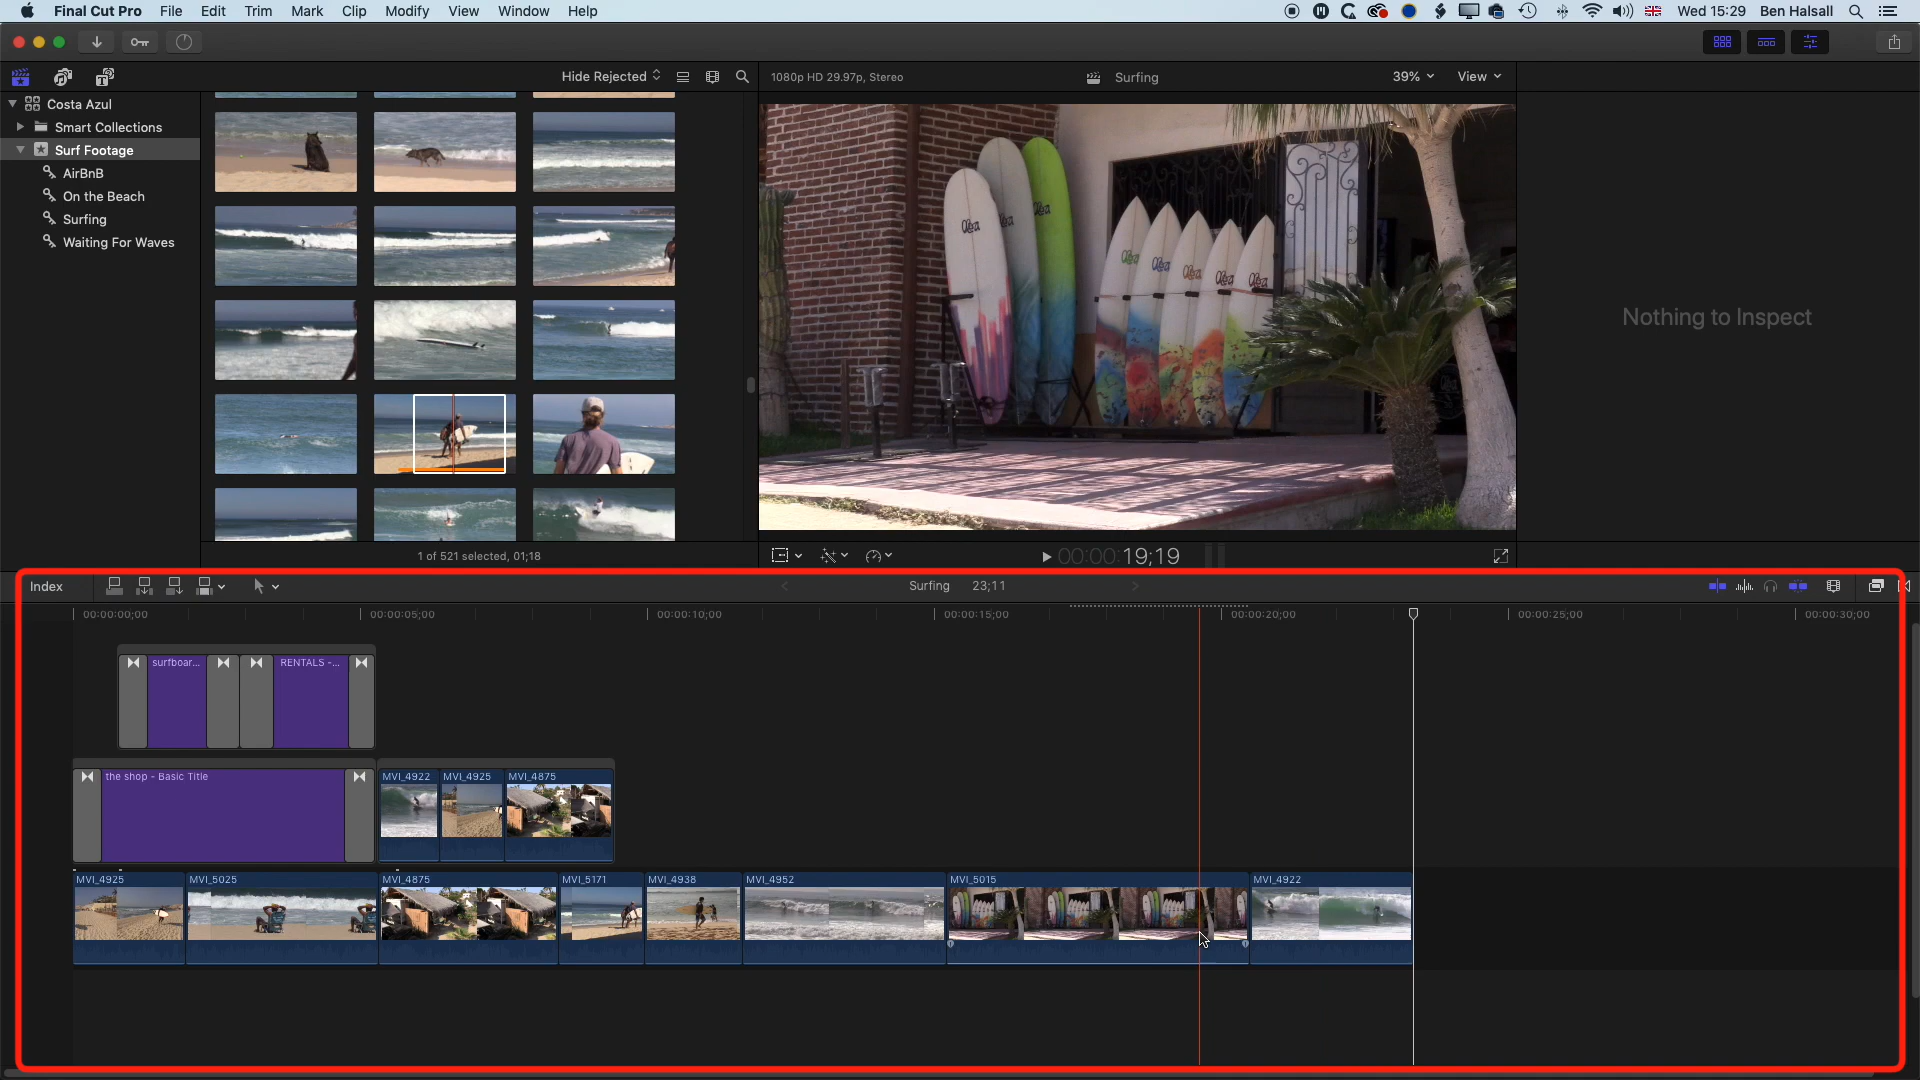 Final Cut Pro File Edit Trim Mark Clip Modify View Window Help Wed 15:29 Ben Halsall
Hide Rejected 1080p HD 29.97p, Stereo Surfing 39% View
Costa Azul
Smart Collections
Surf Footage
AirBnB
On the Beach
Surfing
Waiting For Waves
Nothing to Inspect
1 of 521 selected, 01;18
00:00:19;19
Index Surfing 23;11
00:00:00;00 00:00:05;00 00:00:10;00 00:00:15;00 00:00:20;00 00:00:25;00 00:00:30;00
surfboar... RENTALS -...
the shop - Basic Title MVI_4922 MVI_4925 MVI_4875
MVI_4925 MVI_5025 MVI_4875 MVI_5171 MVI_4938 MVI_4952 MVI_5015 MVI_4922